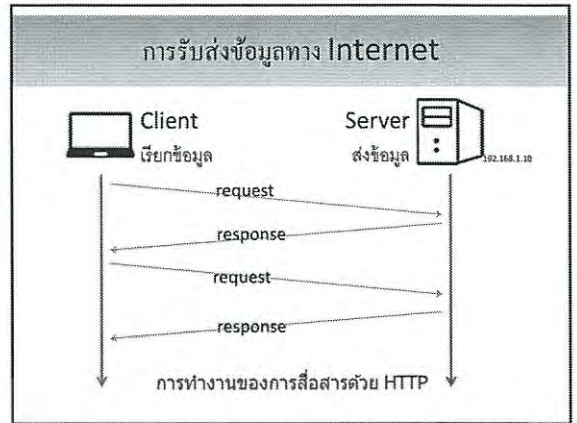 การรับส่งข้อมูลทาง Internet
Client
เรียกข้อมูล
Server
ส่งข้อมูล
192.168.1.10
request
response
request
response
การทำงานของการสื่อสารด้วย HTTP